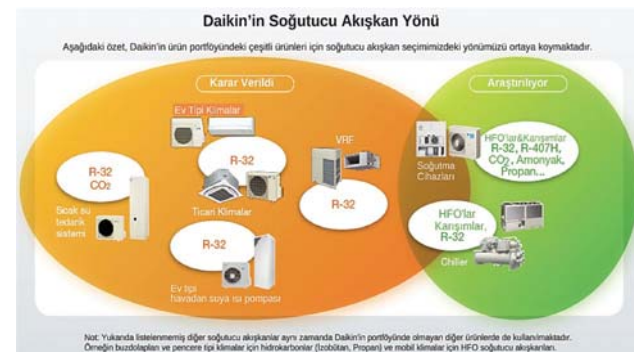 Daikin'in Soğutucu Akışkan Yönü
Aşağıdaki özet, Daikin'in ürün portföyündeki çeşitli ürünleri için soğutucu akışkan seçimimizdeki yönümüzü ortaya koymaktadır.
Karar Verildi
Araştırılıyor
Ev Tipi Klimalar
R-32
Ticari Klimalar
VRF
R-32
R-32
CO2
Sıcak su
tedarik
sistemi
R-32
Ev tipi
havadan suya ısı pompası
Soğutma
Cihazları
HFO'lar&Karışımlar
R-32, R-407H,
CO2, Amonyak,
Propan...
HFO'lar
Karışımlar,
R-32
Chiller
Not: Yukarıda listelenmemiş diğer soğutucu akışkanlar aynı zamanda Daikin'in portföyünde olmayan diğer ürünlerde de kullanılmaktadır.
Örneğin buzdolapları ve pencere tipi klimalar için hidrokarbonlar (İzobütan, Propan) ve mobil klimalar için HFO soğutucu akışkanları.